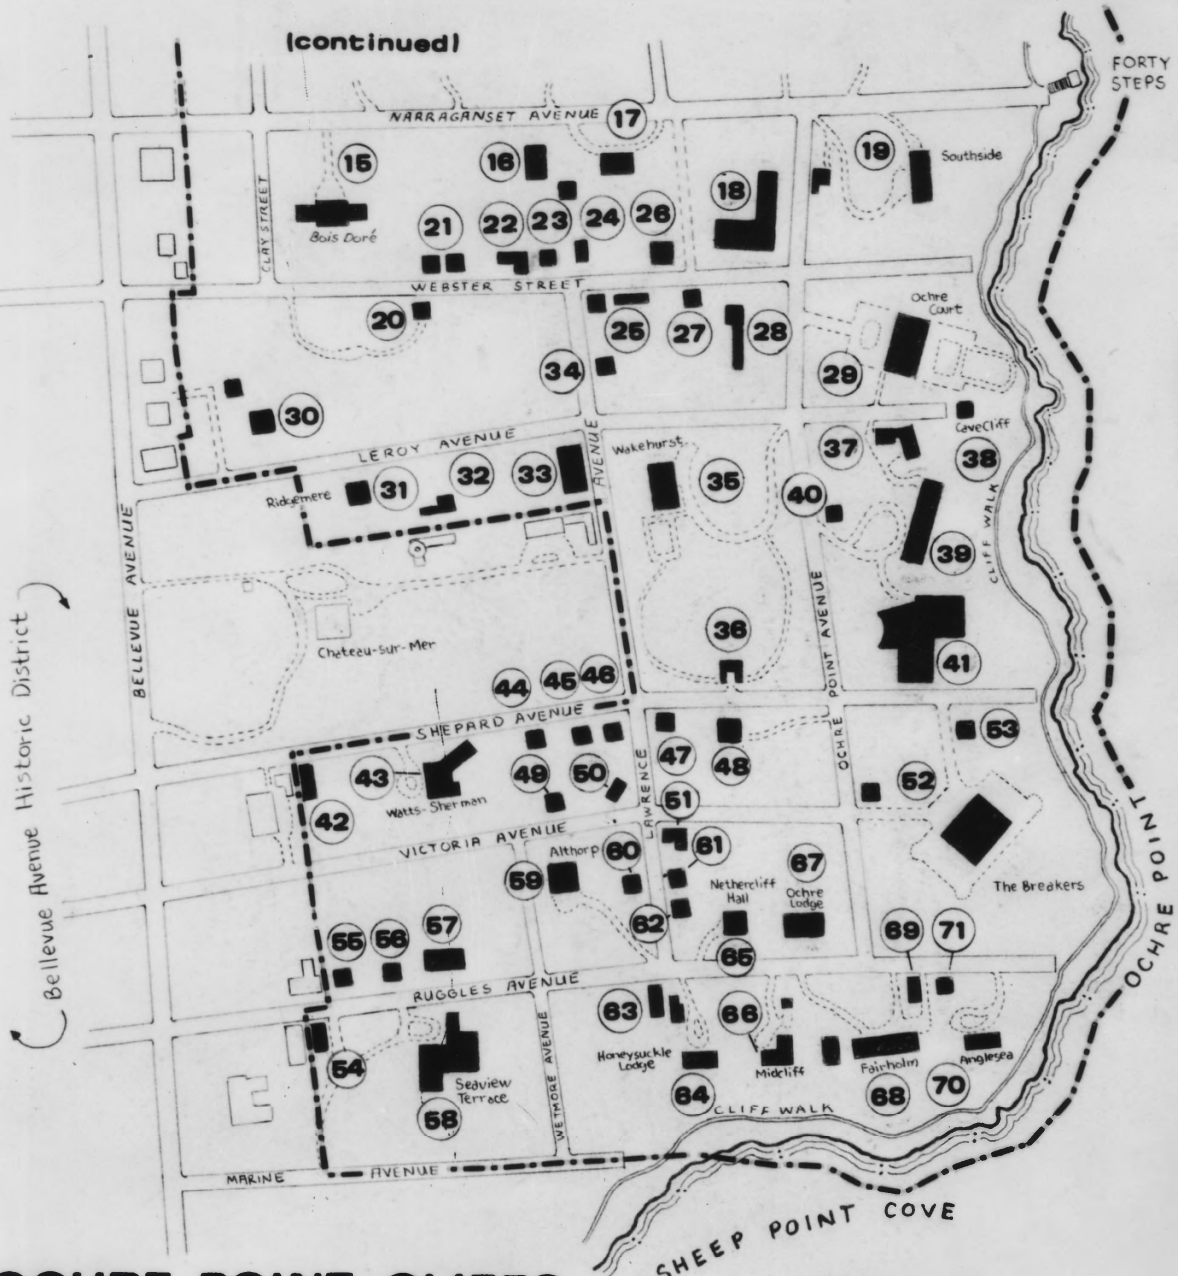 (continued)
FORTY
STEPS
NARRAGANSET AVENUE
17
15
16
19
Southside
18
CLAY STREET
21
22
23
24
26
Bois Doré
WEBSTER STREET
20
25
27
28
Ochre
Court
34
29
30
LEROY AVENUE
AVENUE
Wakehurst
37
CaveCliff
38
Ridgemere
31
32
33
35
40
39
CLIFF WALK
BELLEVUE AVENUE
Bellevue Avenue Historic District
Chateau-sur-Mer
36
POINT AVENUE
41
44
45
46
SHEPARD AVENUE
OCHRE
53
43
49
50
47
48
52
Watts-Sherman
42
51
LAWRENCE
VICTORIA AVENUE
Althorp
60
61
67
59
Nethercliff
Hall
Ochre
Lodge
The Breakers
OCHRE POINT
55
56
57
62
65
69
71
RUGGLES AVENUE
63
66
54
Seaview
Terrace
WETMORE AVENUE
Honeysuckle
Lodge
Midcliff
Fairholm
Anglesea
58
64
68
70
CLIFF WALK
MARINE AVENUE
SHEEP POINT COVE
OCHRE POINT CLIFFS